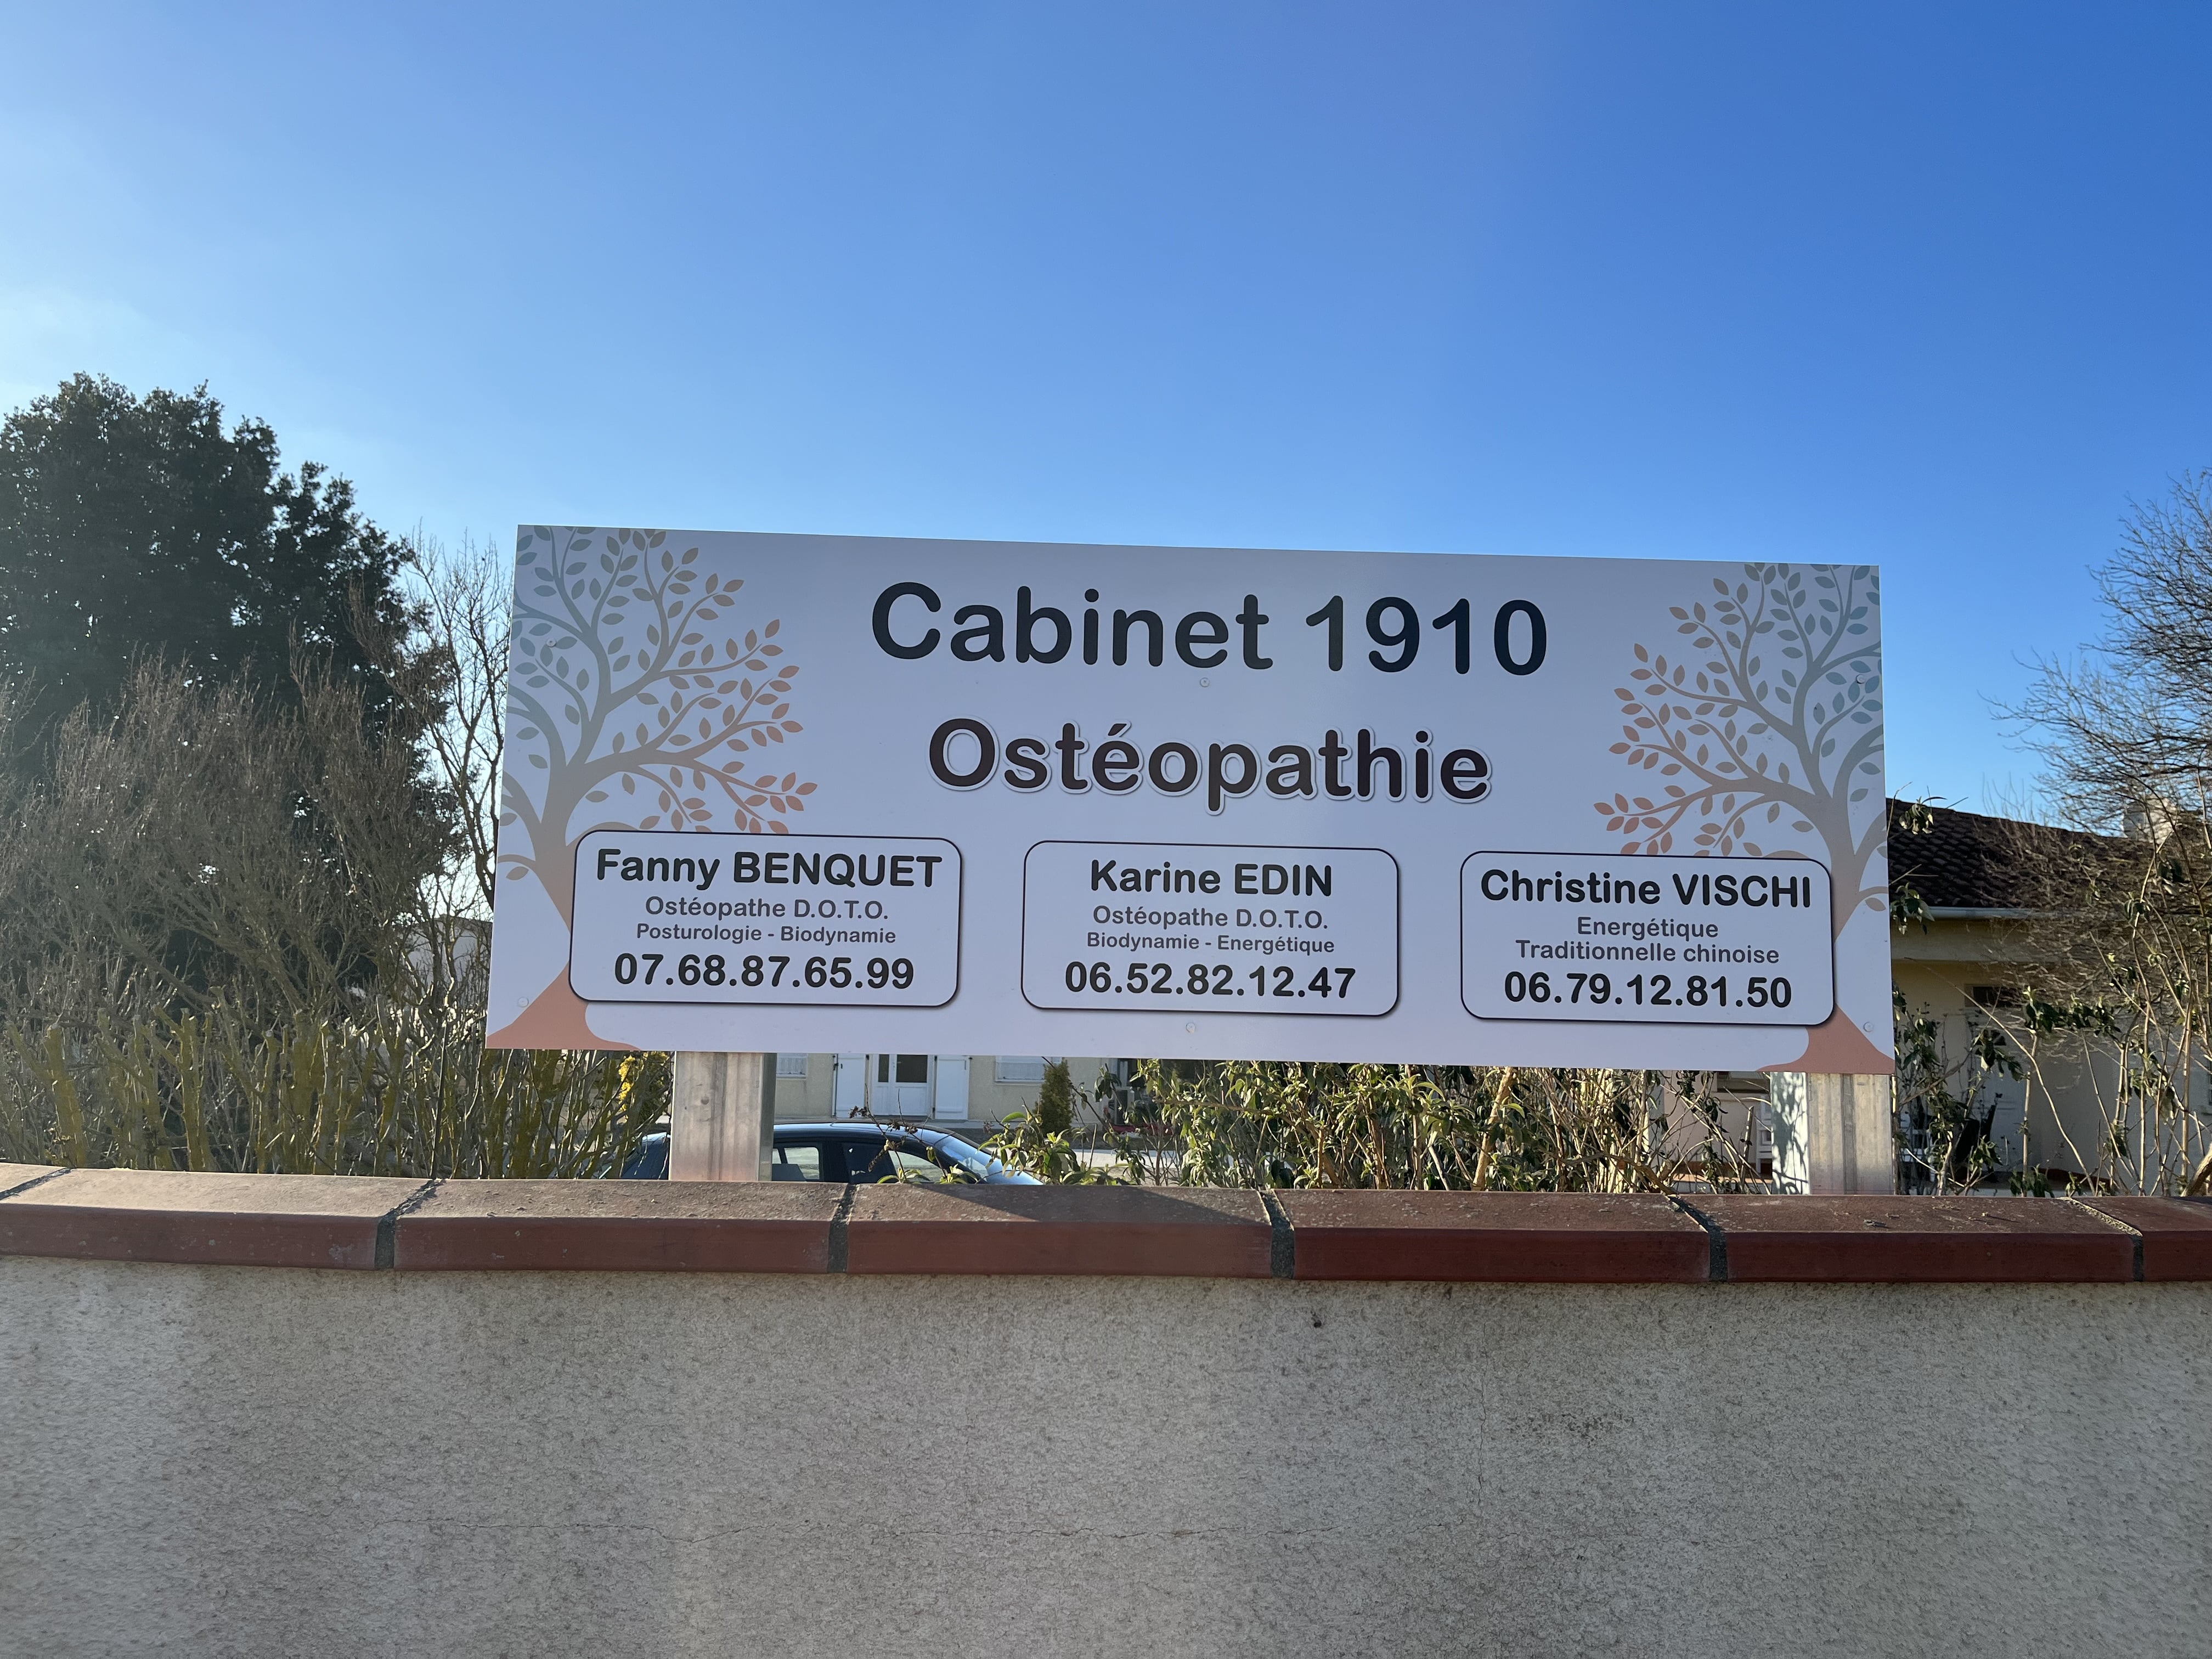 Cabinet 1910
Ostéopathie
Fanny BENQUET
Ostéopathe D.O.T.O.
Posturologie - Biodynamie
07.68.87.65.99
Karine EDIN
Ostéopathe D.O.T.O.
Biodynamie - Energétique
06.52.82.12.47
Christine VISCHI
Energétique
Traditionnelle chinoise
06.79.12.81.50